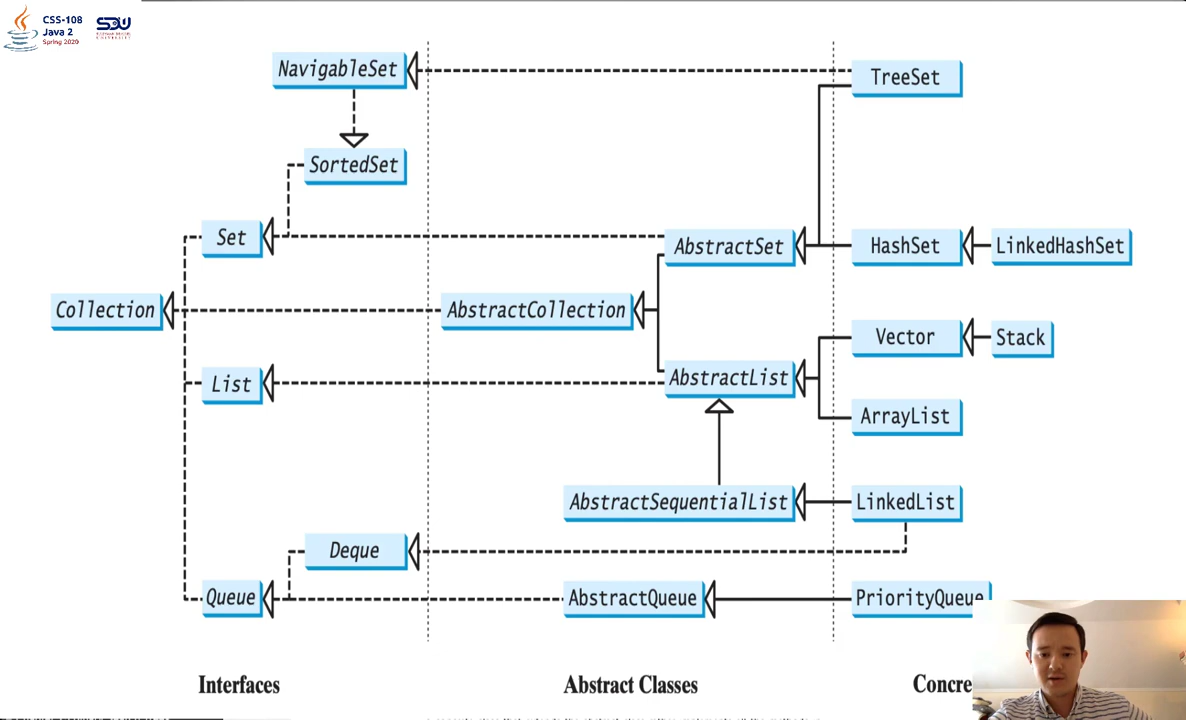 CSS-108
Java 2
Spring 2020
SDU
NavigableSet
TreeSet
SortedSet
Set
AbstractSet
HashSet
LinkedHashSet
Collection
AbstractCollection
Vector
Stack
List
AbstractList
ArrayList
AbstractSequentialList
LinkedList
Deque
Queue
AbstractQueue
PriorityQueue
Interfaces
Abstract Classes
Concre